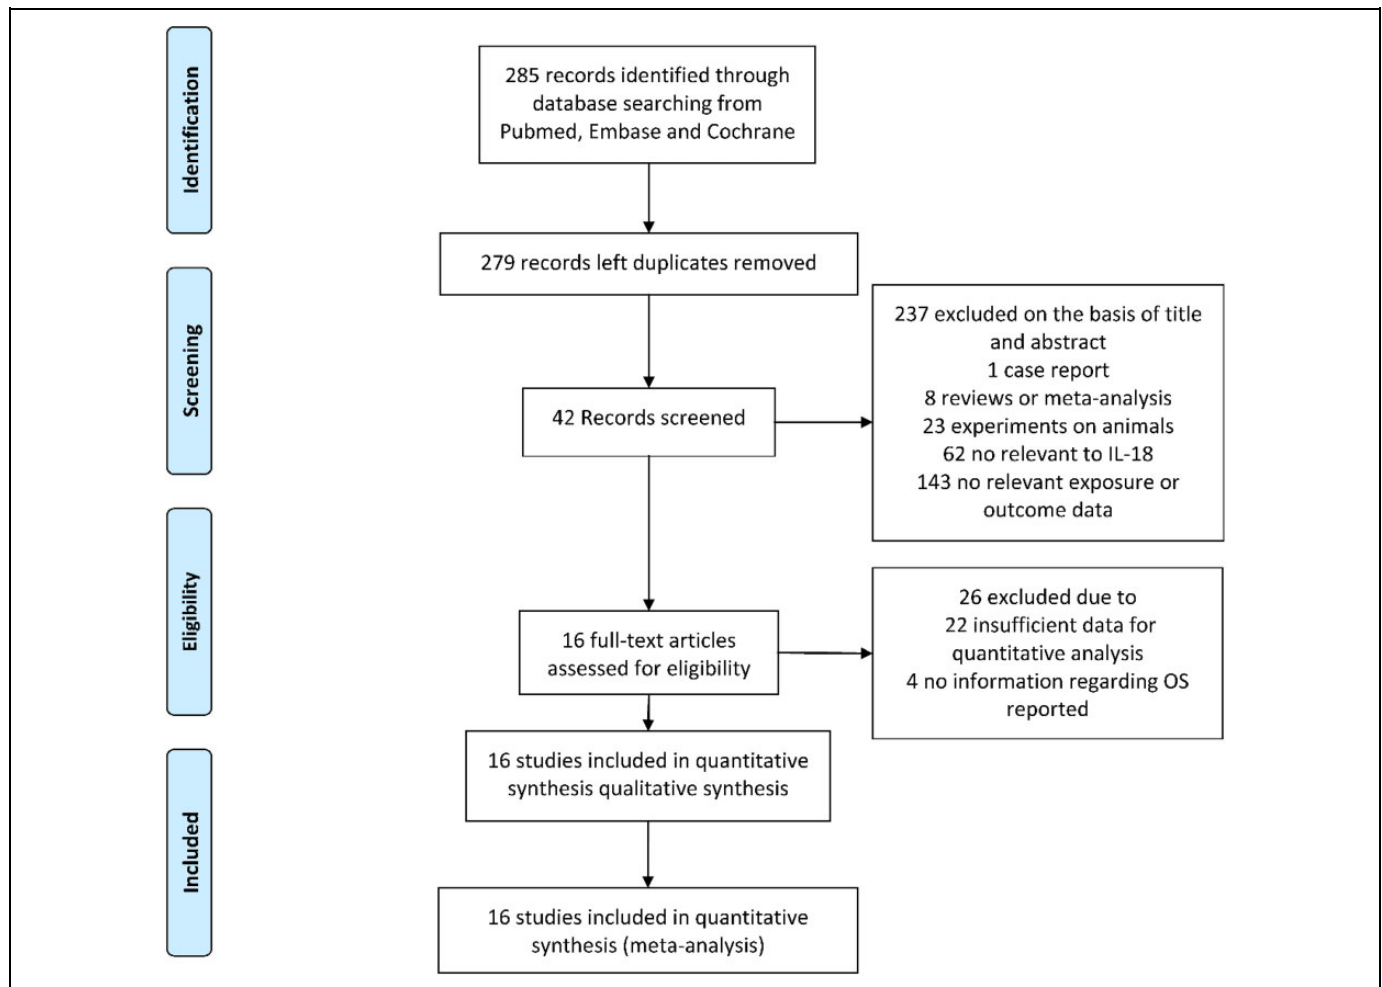 Identification
285 records identified through
database searching from
Pubmed, Embase and Cochrane
279 records left duplicates removed
Screening
42 Records screened
237 excluded on the basis of title
and abstract
1 case report
8 reviews or meta-analysis
23 experiments on animals
62 no relevant to IL-18
143 no relevant exposure or
outcome data
Eligibility
16 full-text articles
assessed for eligibility
26 excluded due to
22 insufficient data for
quantitative analysis
4 no information regarding OS
reported
16 studies included in quantitative
synthesis qualitative synthesis
Included
16 studies included in quantitative
synthesis (meta-analysis)